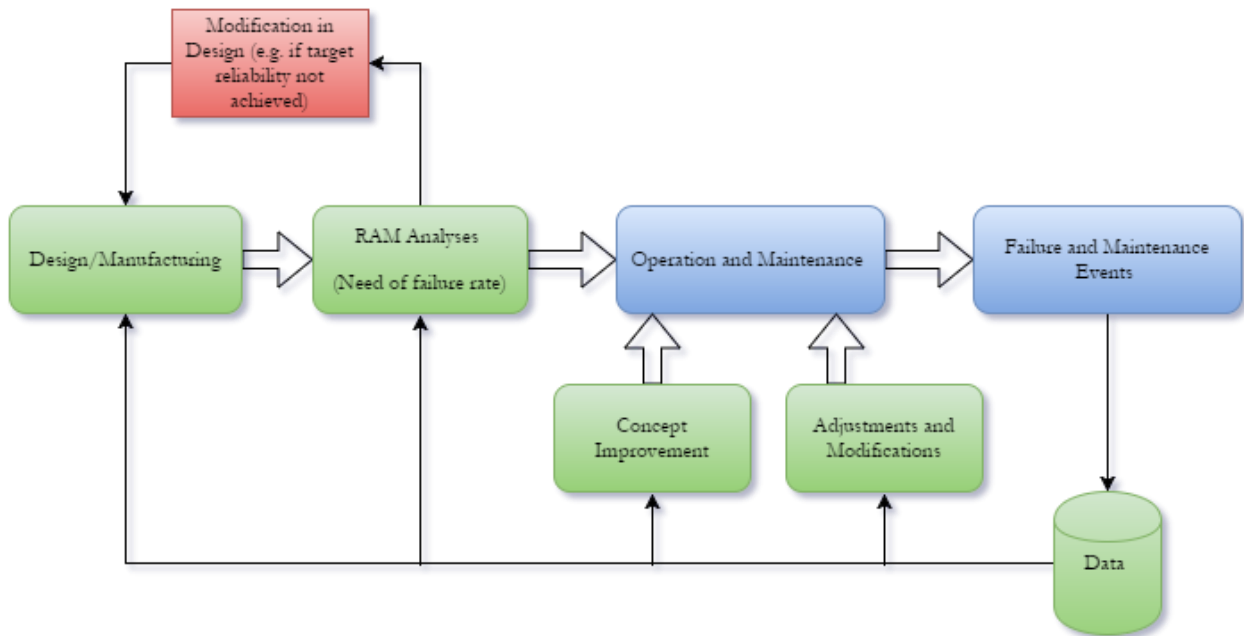 Modification in
Design (e.g. if target
reliability not
achieved)
Design/Manufacturing
RAM Analyses
(Need of failure rate)
Operation and Maintenance
Failure and Maintenance
Events
Concept
Improvement
Adjustments and
Modifications
Data